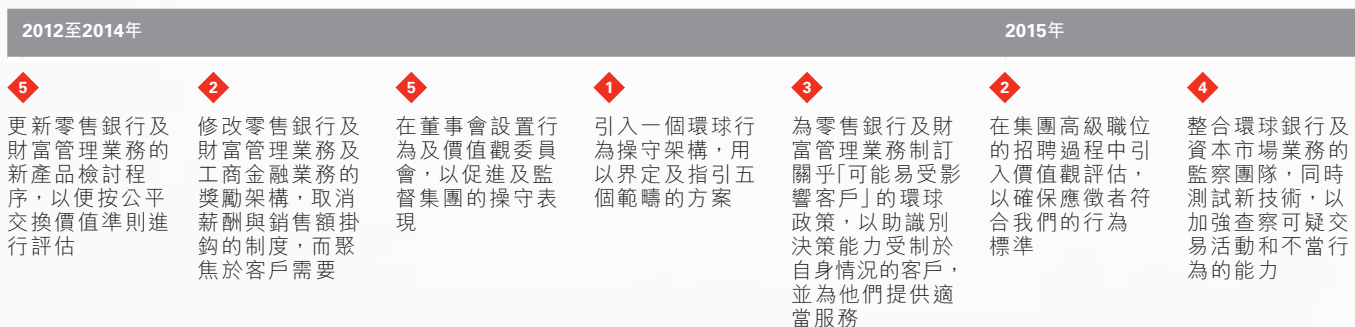 2012至2014年
2015年
5
更新零售銀行及
財富管理業務的
新產品檢討程
序，以便按公平
交換價值準則進
行評估
2
修改零售銀行及
財富管理業務及
工商金融業務的
獎勵架構，取消
薪酬與銷售額掛
鈎的制度，而聚
焦於客戶需要
5
在董事會設置行
為及價值觀委員
會，以促進及監
督集團的操守表
現
1
引入一個環球行
為操守架構，用
以界定及指引五
個範疇的方案
3
為零售銀行及財
富管理業務制訂
關乎「可能易受影
響客戶」的環球
政策，以助識別
決策能力受制於
自身情況的客戶，
並為他們提供適
當服務
2
在集團高級職位
的招聘過程中引
入價值觀評估，
以確保應徵者符
合我們的行為
標準
4
整合環球銀行及
資本市場業務的
監察團隊，同時
測試新技術，以
加強查察可疑交
易活動和不當行
為的能力